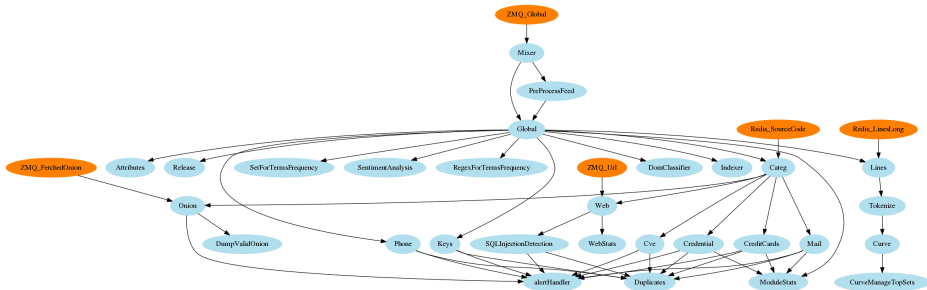 ZMQ_Global
Mixer
PreProcessFeed
Global
Redis_SourceCode
Redis_LinesLong
ZMQ_FetchedOnion
Attributes
Release
SetForTermsFrequency
SentimentAnalysis
RegexForTermsFrequency
ZMQ_Url
DomClassifier
Indexer
Categ
Lines
Onion
Web
Tokenize
DumpValidOnion
Phone
Keys
SQLInjectionDetection
WebStats
Cve
Credential
CreditCards
Mail
Curve
alertHandler
Duplicates
ModuleStats
CurveManageTopSets